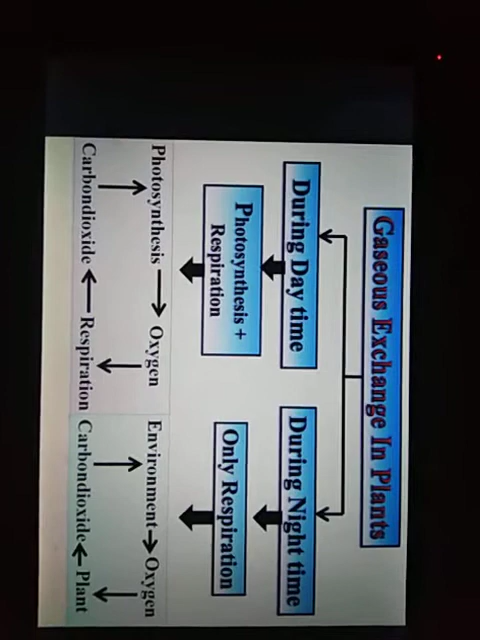 Gaseous Exchange In Plants
During Day time
During Night time
Photosynthesis +
Respiration
Only Respiration
Photosynthesis → Oxygen
Carbondioxide ← Respiration
Environment → Oxygen
Carbondioxide ← Plant